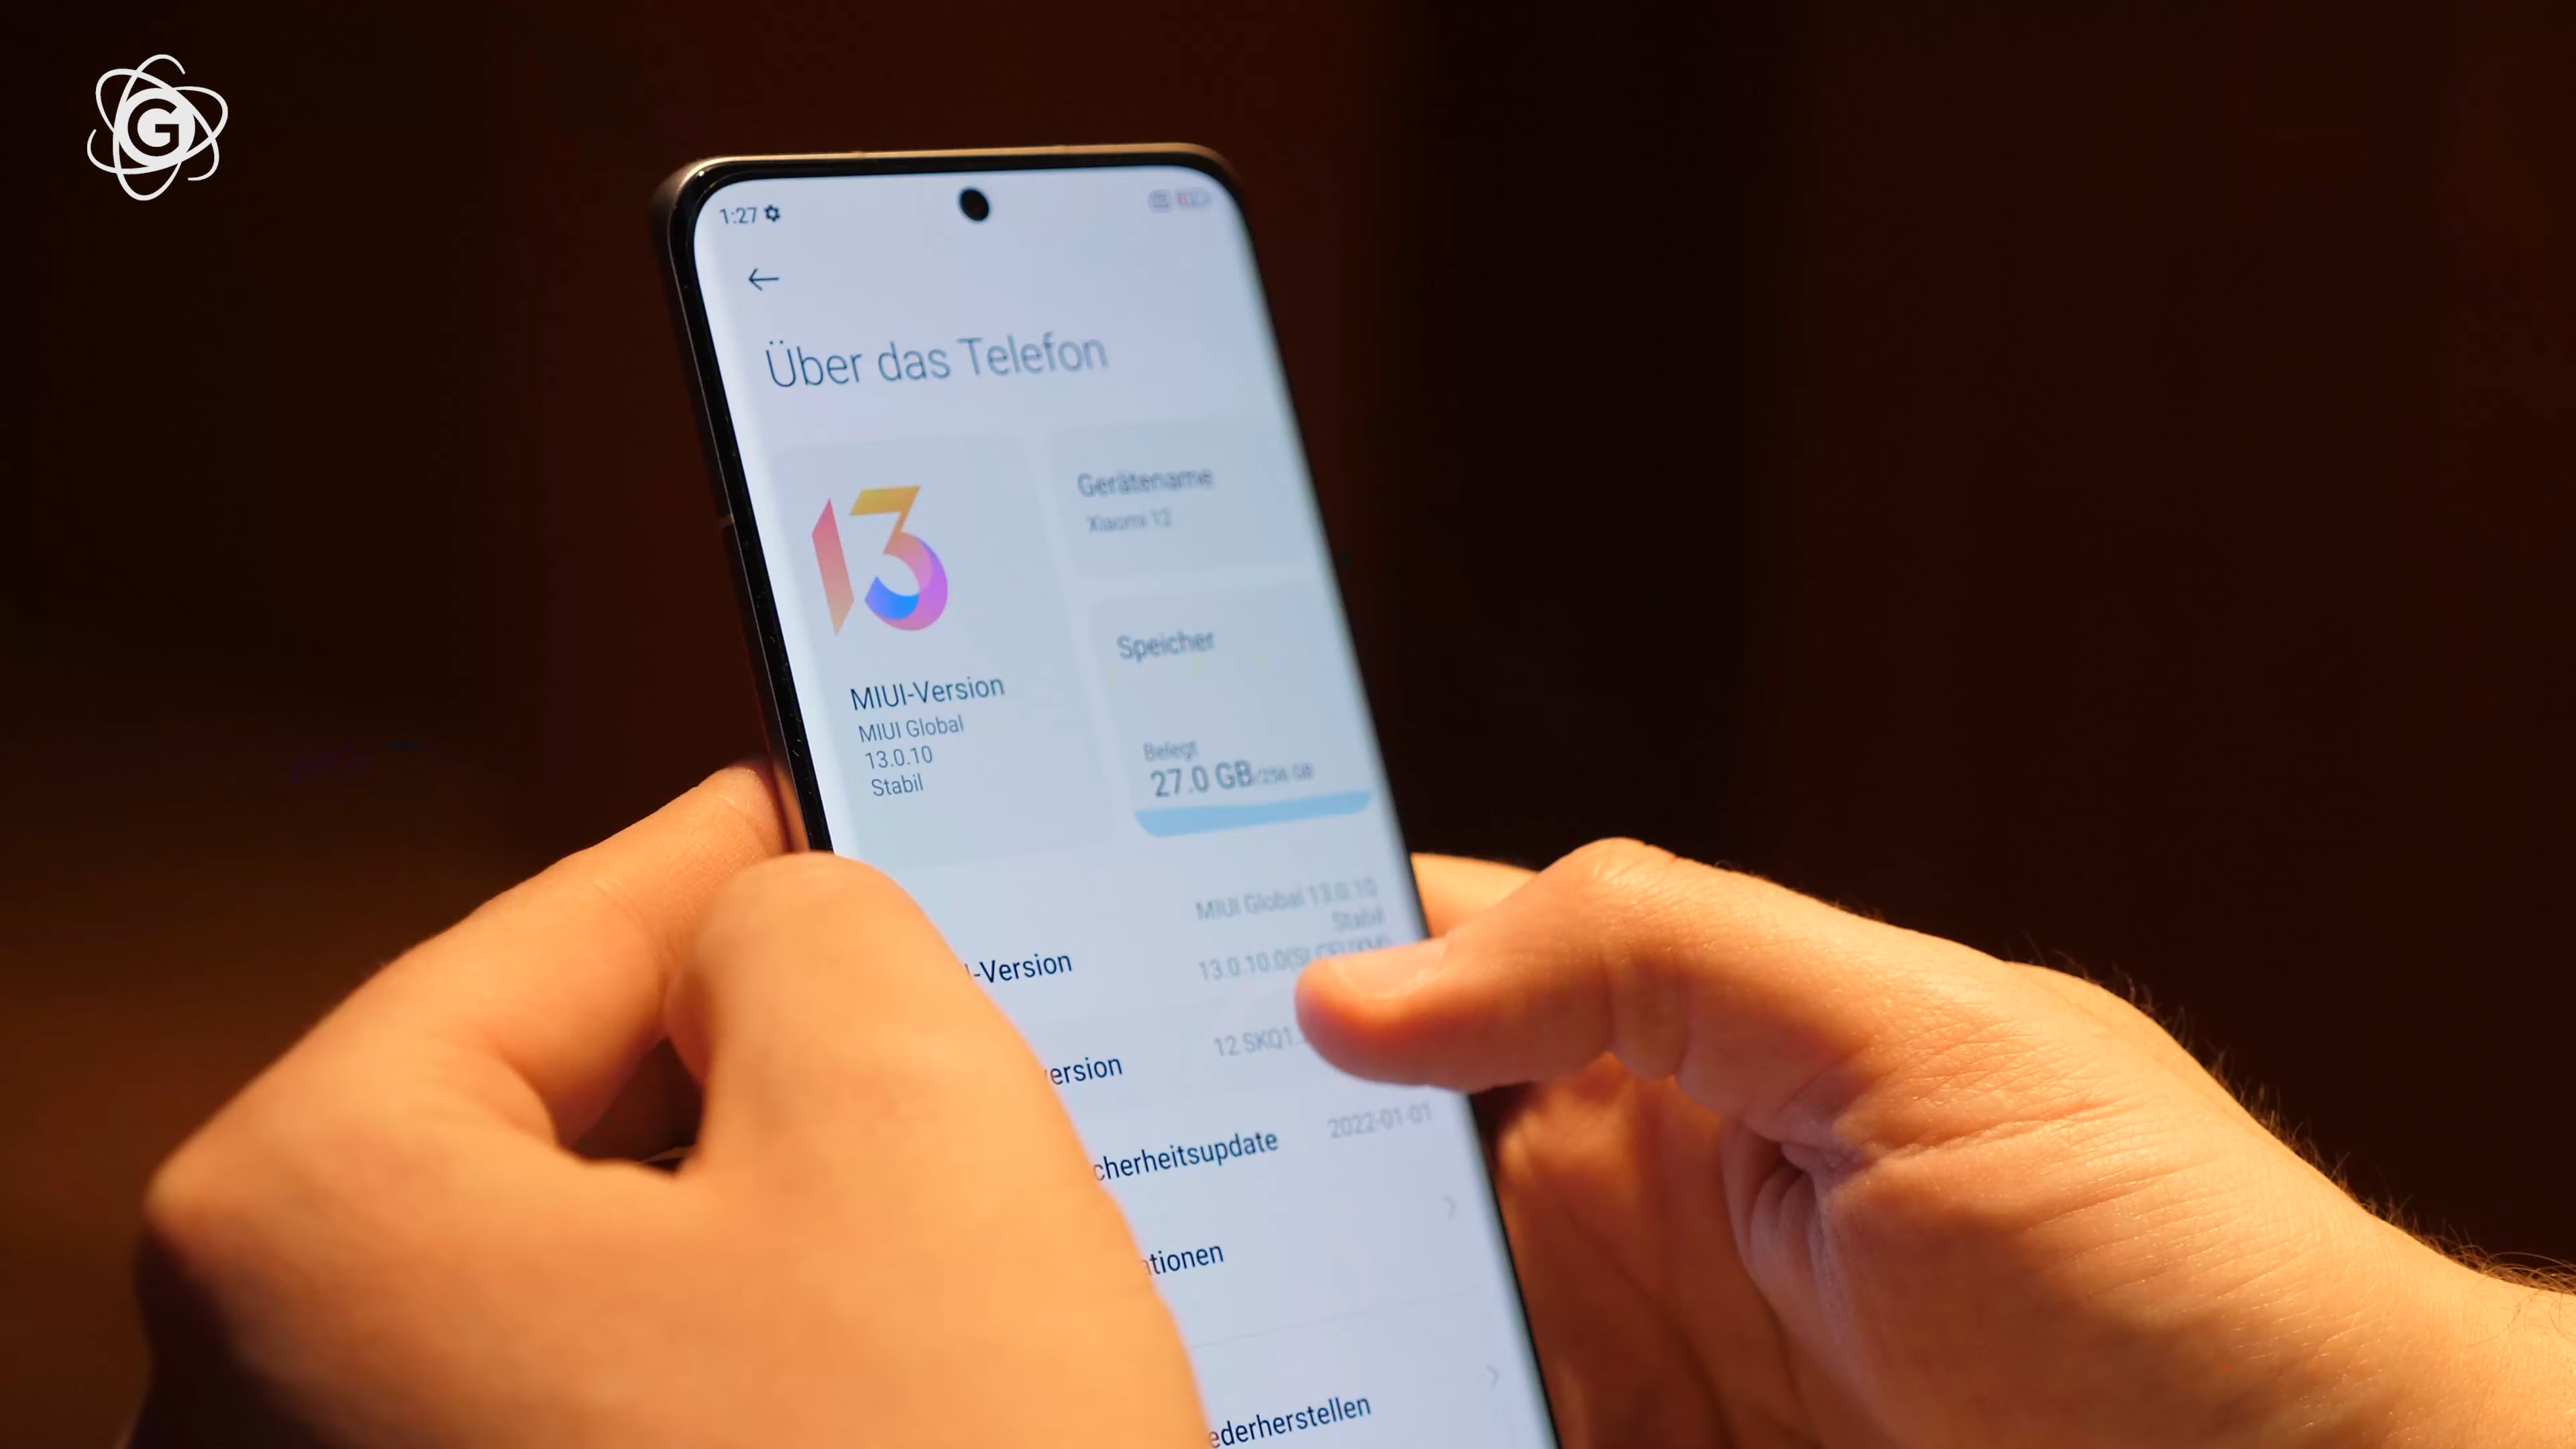 G
1:27
Über das Telefon
13
MIUI-Version
MIUI Global
13.0.10
Stabil
Gerätename
Xiaomi 12
Speicher
Belegt
27.0 GB/256 GB
MIUI Global 13.0.10
Stabil
-Version
13.0.10.0
ersion
12 SKQ1.
cherheitsupdate
2022-01-01
tionen
ederherstellen